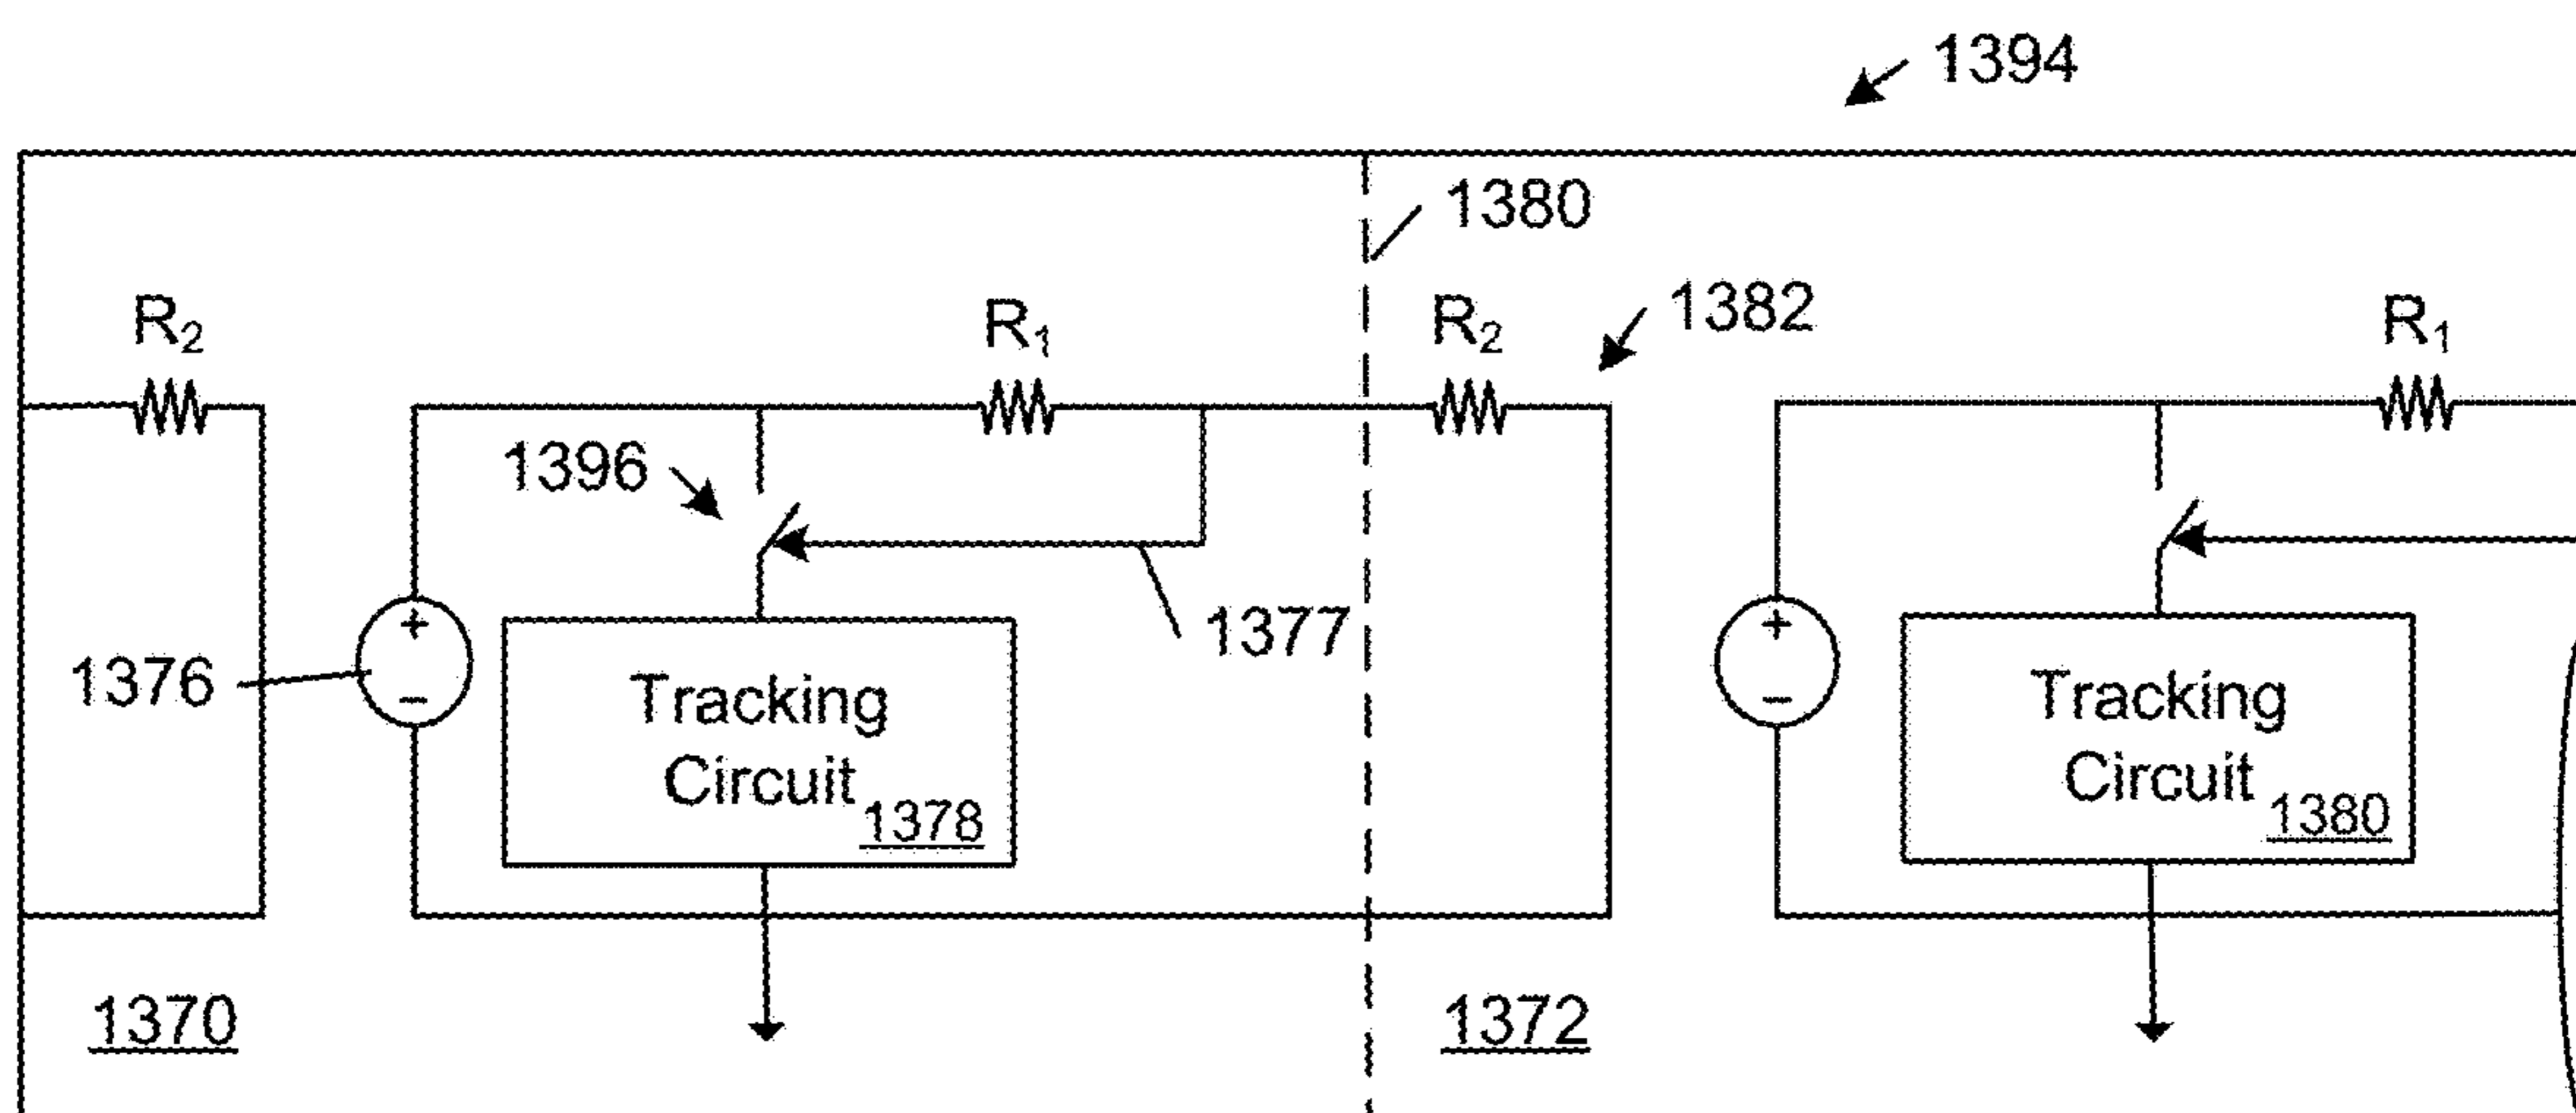 1394
1380
1382
R₂
R₁
R₂
R₁
1396
1377
1376
Tracking
Circuit
1378
Tracking
Circuit
1380
1370
1372